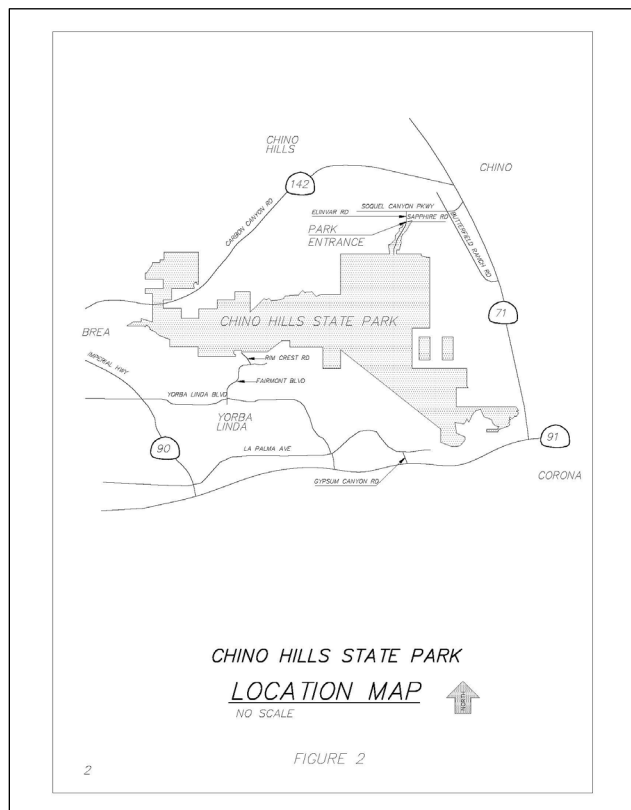 CHINO
HILLS
CHINO
142
SOQUEL CANYON PKWY
ELINVAR RD
SAPPHIRE RD
PARK
ENTRANCE
CARBON CANYON RD
BUTTERFIELD RANCH RD
71
CHINO HILLS STATE PARK
BREA
RIM CREST RD
IMPERIAL HWY
FAIRMONT BLVD
YORBA LINDA BLVD
YORBA
LINDA
90
LA PALMA AVE
91
GYPSUM CANYON RD
CORONA
CHINO HILLS STATE PARK
LOCATION MAP
NORTH
NO SCALE
FIGURE 2
2